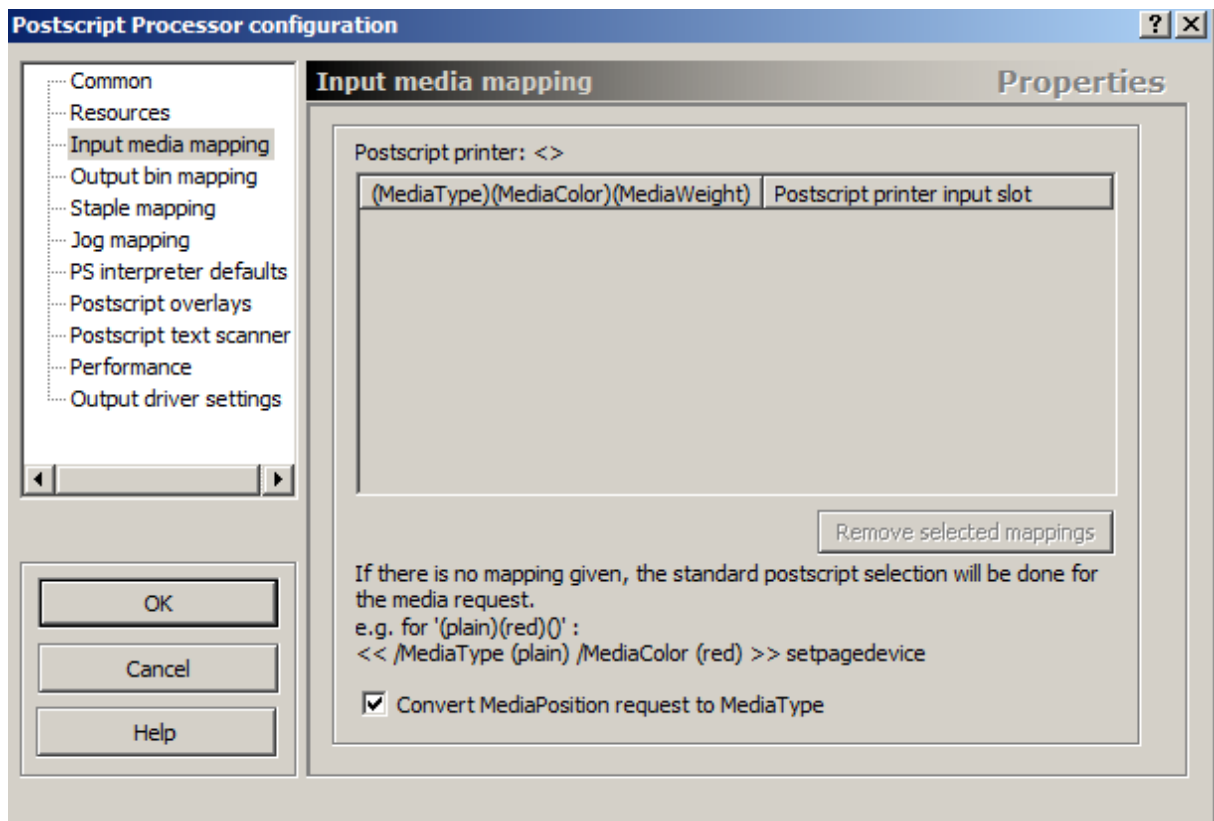 Postscript Processor configuration
Common
Resources
Input media mapping
Output bin mapping
Staple mapping
Jog mapping
PS interpreter defaults
Postscript overlays
Postscript text scanner
Performance
Output driver settings
OK
Cancel
Help
Input media mapping Properties
Postscript printer: <>
(MediaType)(MediaColor)(MediaWeight) Postscript printer input slot
Remove selected mappings
If there is no mapping given, the standard postscript selection will be done for
the media request.
e.g. for '(plain)(red)()' :
<< /MediaType (plain) /MediaColor (red) >> setpagedevice
Convert MediaPosition request to MediaType